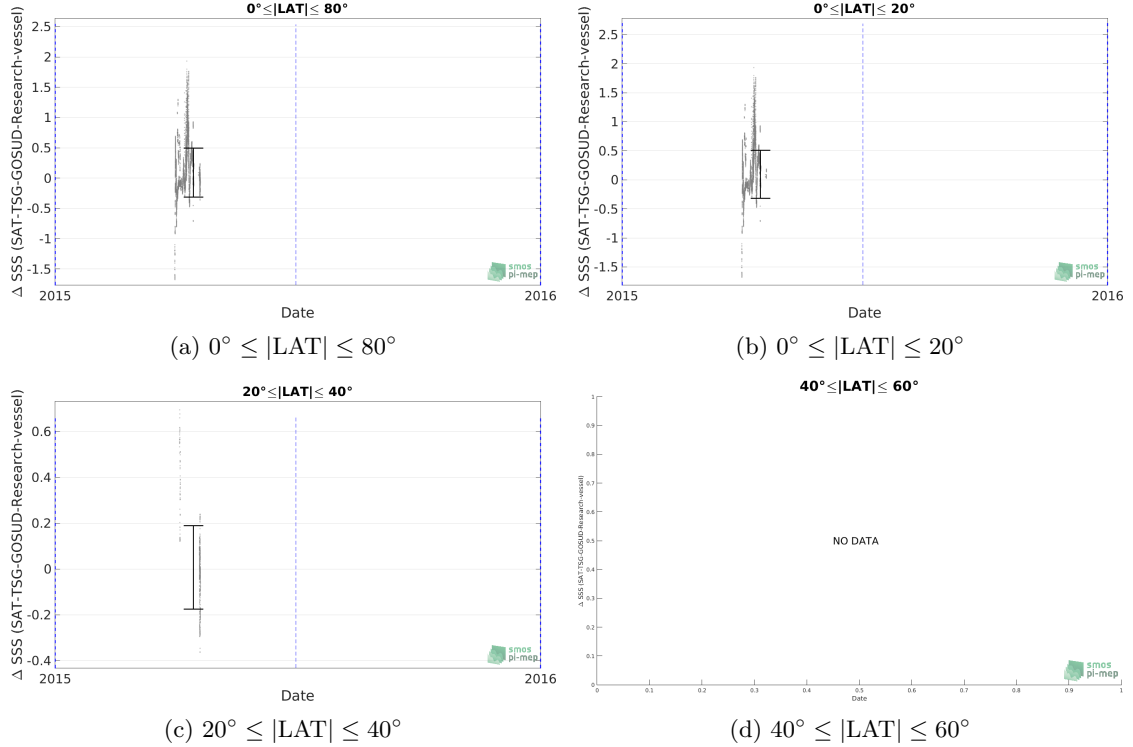 0°≤|LAT|≤ 80°
Δ SSS (SAT-TSG-GOSUD-Research-vessel)
2.5
2
1.5
1
0.5
0
-0.5
-1
-1.5
2015
2016
Date
smos
pi-mep
(a) 0° ≤ |LAT| ≤ 80°
0°≤|LAT|≤ 20°
Δ SSS (SAT-TSG-GOSUD-Research-vessel)
2.5
2
1.5
1
0.5
0
-0.5
-1
-1.5
2015
2016
Date
smos
pi-mep
(b) 0° ≤ |LAT| ≤ 20°
20°≤|LAT|≤ 40°
Δ SSS (SAT-TSG-GOSUD-Research-vessel)
0.6
0.4
0.2
0
-0.2
-0.4
2015
2016
Date
smos
pi-mep
(c) 20° ≤ |LAT| ≤ 40°
40°≤|LAT|≤ 60°
Δ SSS (SAT-TSG-GOSUD-Research-vessel)
1
0.9
0.8
0.7
0.6
0.5
0.4
0.3
0.2
0.1
0
NO DATA
0 0.1 0.2 0.3 0.4 0.5 0.6 0.7 0.8 0.9 1
Date
smos
pi-mep
(d) 40° ≤ |LAT| ≤ 60°